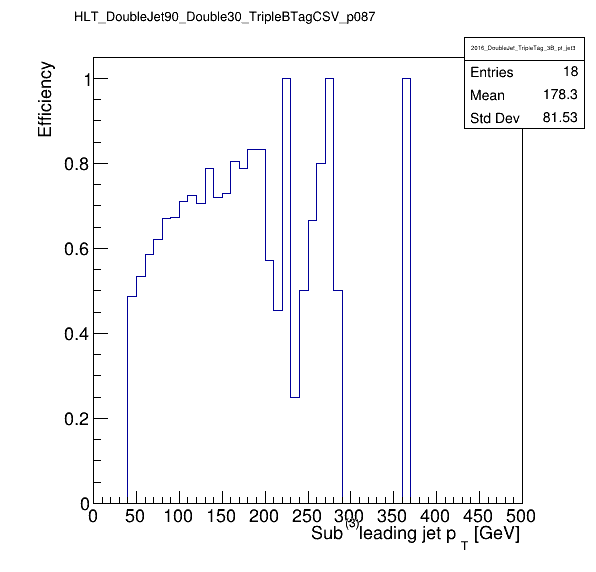 HLT_DoubleJet90_Double30_TripleBTagCSV_p087
2016_DoubleJet_TripleTag_3B_pt_jet3
Entries 18
Mean 178.3
Std Dev 81.53
Efficiency
1
0.8
0.6
0.4
0.2
0
0 50 100 150 200 250 300 350 400 450 500
Sub(3)leading jet pT [GeV]